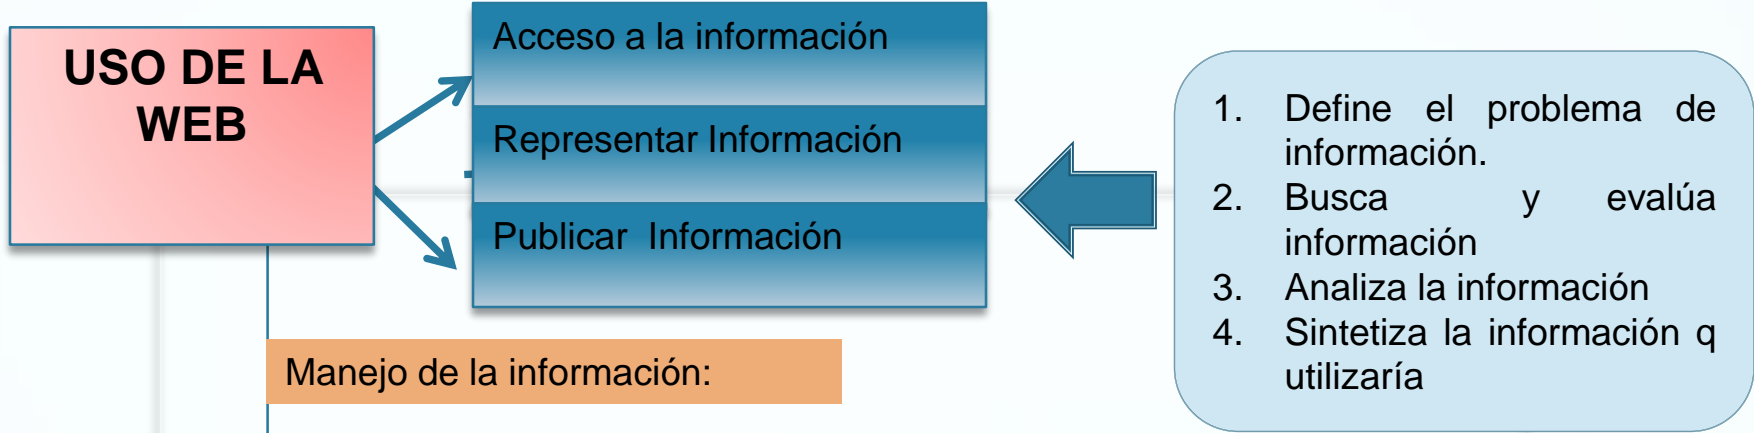 USO DE LA
WEB
Acceso a la información
Representar Información
Publicar Información
Manejo de la información:
1. Define el problema de
información.
2. Busca y evalúa
información
3. Analiza la información
4. Sintetiza la información q
utilizaría